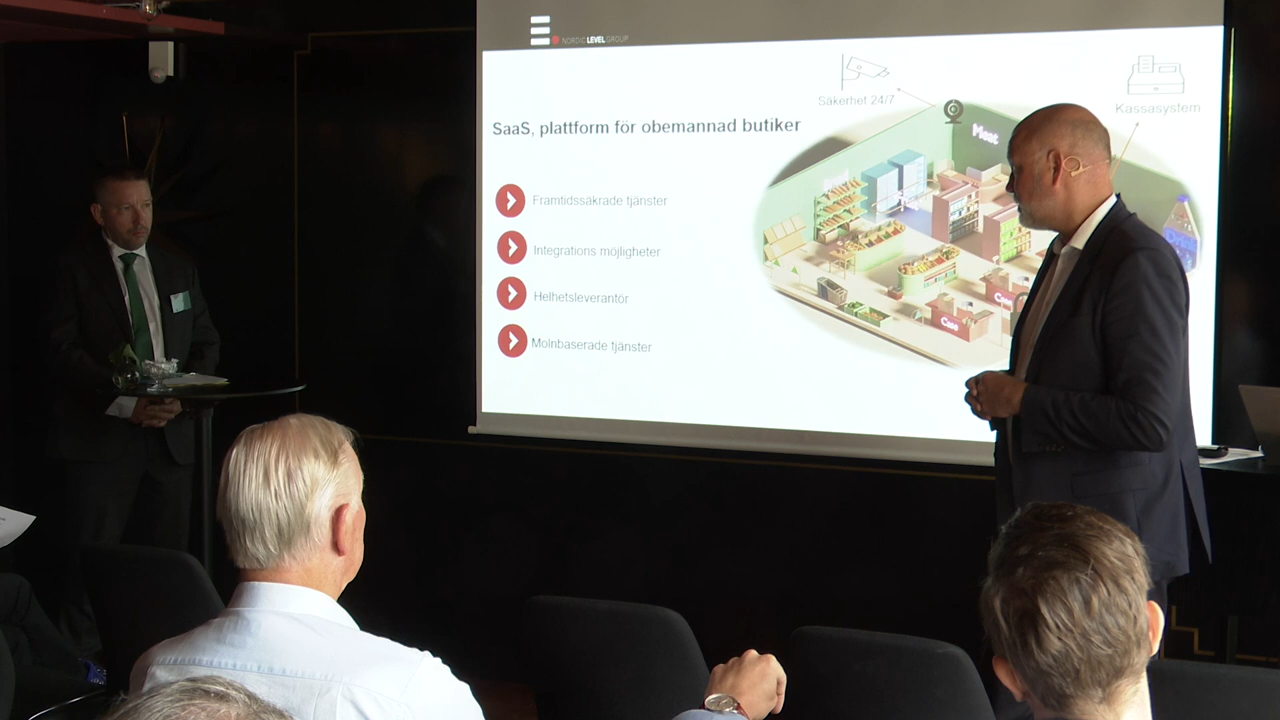 NORDIC LEVEL GROUP
Säkerhet 24/7
Kassasystem
SaaS, plattform för obemannad butiker
Meat
Framtidssäkrade tjänster
Integrations möjligheter
Helhetsleverantör
Molnbaserade tjänster